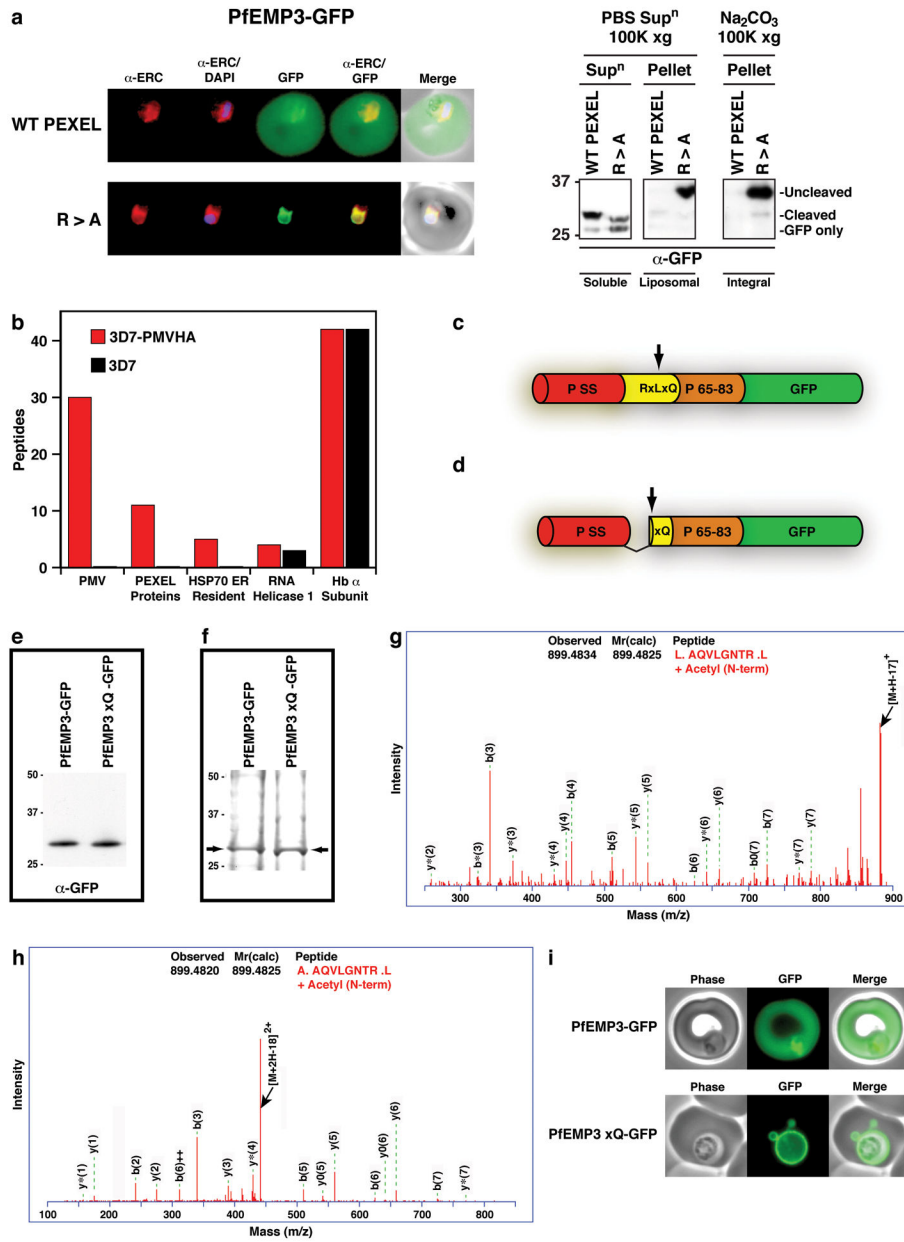 a
PfEMP3-GFP
α-ERC
α-ERC/
DAPI
GFP
α-ERC/
GFP
Merge
WT PEXEL
R > A
PBS Supⁿ
100K xg
Na₂CO₃
100K xg
Supⁿ
Pellet
Pellet
WT PEXEL
R > A
WT PEXEL
R > A
WT PEXEL
R > A
37
25
-Uncleaved
-Cleaved
-GFP only
α-GFP
Soluble
Liposomal
Integral
b
Peptides
40
30
20
10
0
3D7-PMVHA
3D7
PMV
PEXEL
Proteins
HSP70 ER
Resident
RNA
Helicase 1
Hb α
Subunit
c
P SS
RxLxQ
P 65-83
GFP
d
P SS
xQ
P 65-83
GFP
e
PfEMP3-GFP
PfEMP3 xQ -GFP
50
37
25
α-GFP
f
PfEMP3-GFP
PfEMP3 xQ-GFP
50
37
25
g
Observed Mr(calc) Peptide
899.4834 899.4825 L. AQVLGNTR .L
+ Acetyl (N-term)
[M+H-17]⁺
y*(2)
b*(3)
b(3)
y*(3)
y*(4)
y(4)
b(4)
b(5)
y*(5)
y(5)
b(6)
y*(6)
y(6)
b0(7)
b(7)
y*(7)
y(7)
Intensity
300 400 500 600 700 800 900
Mass (m/z)
h
Observed Mr(calc) Peptide
899.4820 899.4825 A. AQVLGNTR .L
+ Acetyl (N-term)
[M+2H-18]²⁺
y*(1)
y(1)
b(2)
y(2)
b(6)++
b(3)
y(3)
y*(4)
b(5)
y0(5)
y(5)
b(6)
y0(6)
y(6)
b(7)
y*(7)
Intensity
100 200 300 400 500 600 700 800
Mass (m/z)
i
Phase
GFP
Merge
PfEMP3-GFP
Phase
GFP
Merge
PfEMP3 xQ-GFP